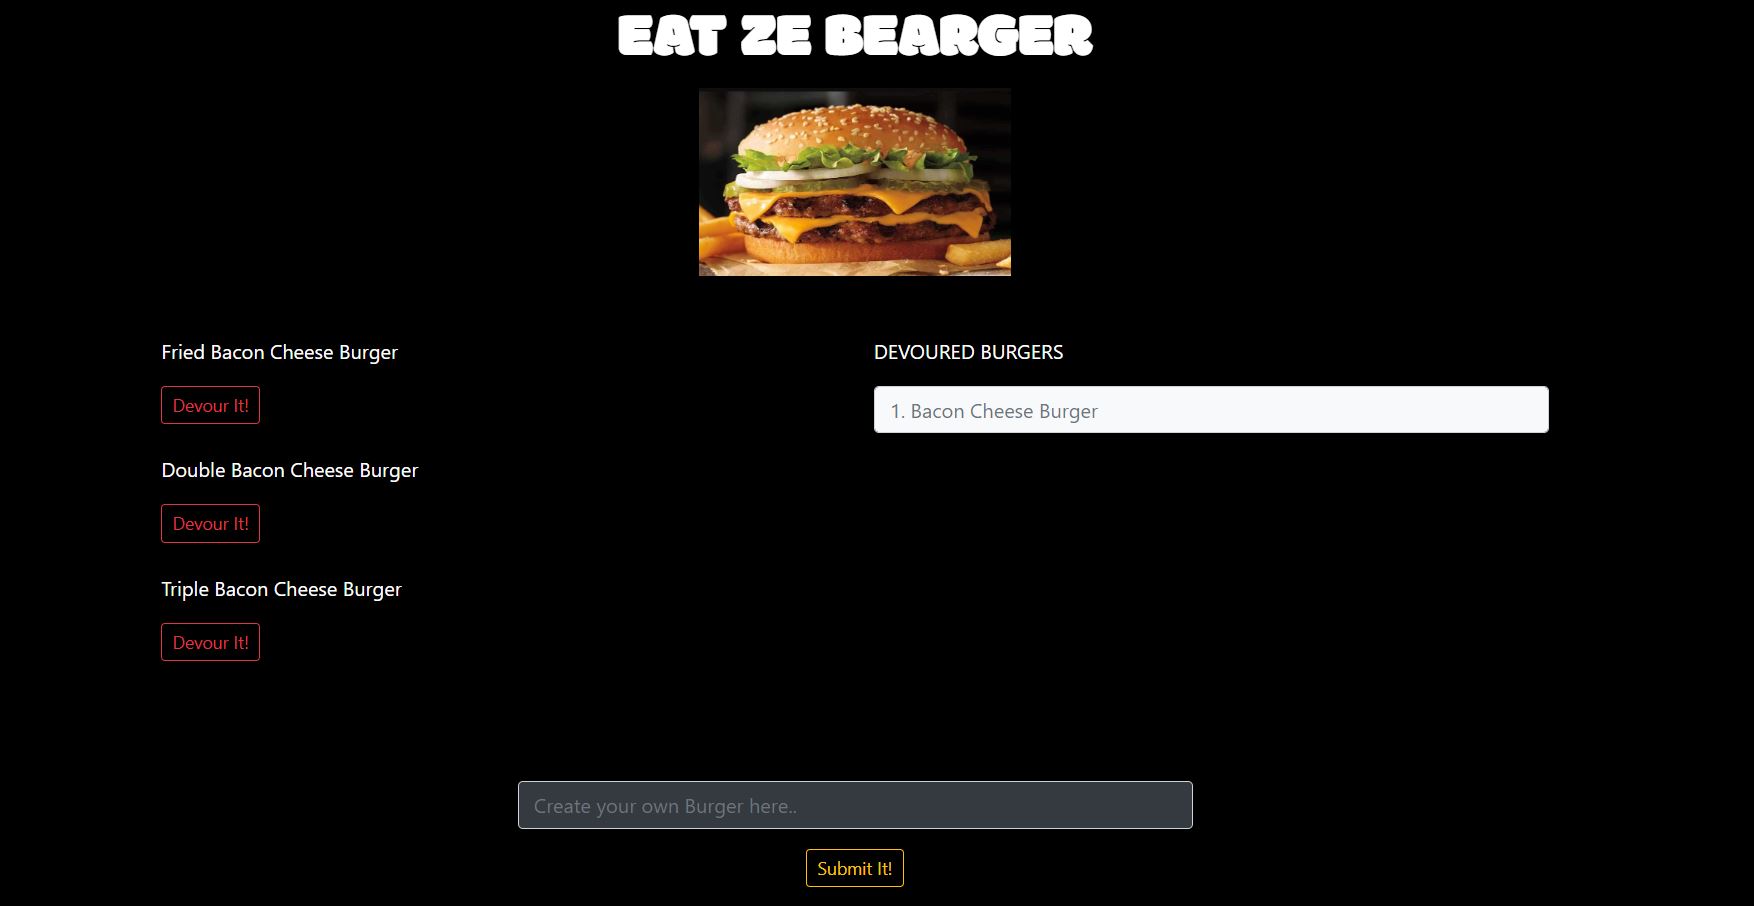 EAT ZE BEARGER
Fried Bacon Cheese Burger
Devour It!
Double Bacon Cheese Burger
Devour It!
Triple Bacon Cheese Burger
Devour It!
DEVOURED BURGERS
1. Bacon Cheese Burger
Create your own Burger here..
Submit It!